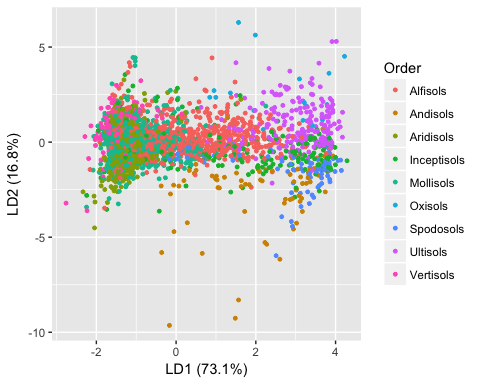 Order
Alfisols
Andisols
Aridisols
Inceptisols
Mollisols
Oxisols
Spodosols
Ultisols
Vertisols
LD2 (16.8%)
5
0
-5
-10
-2 0 2 4
LD1 (73.1%)